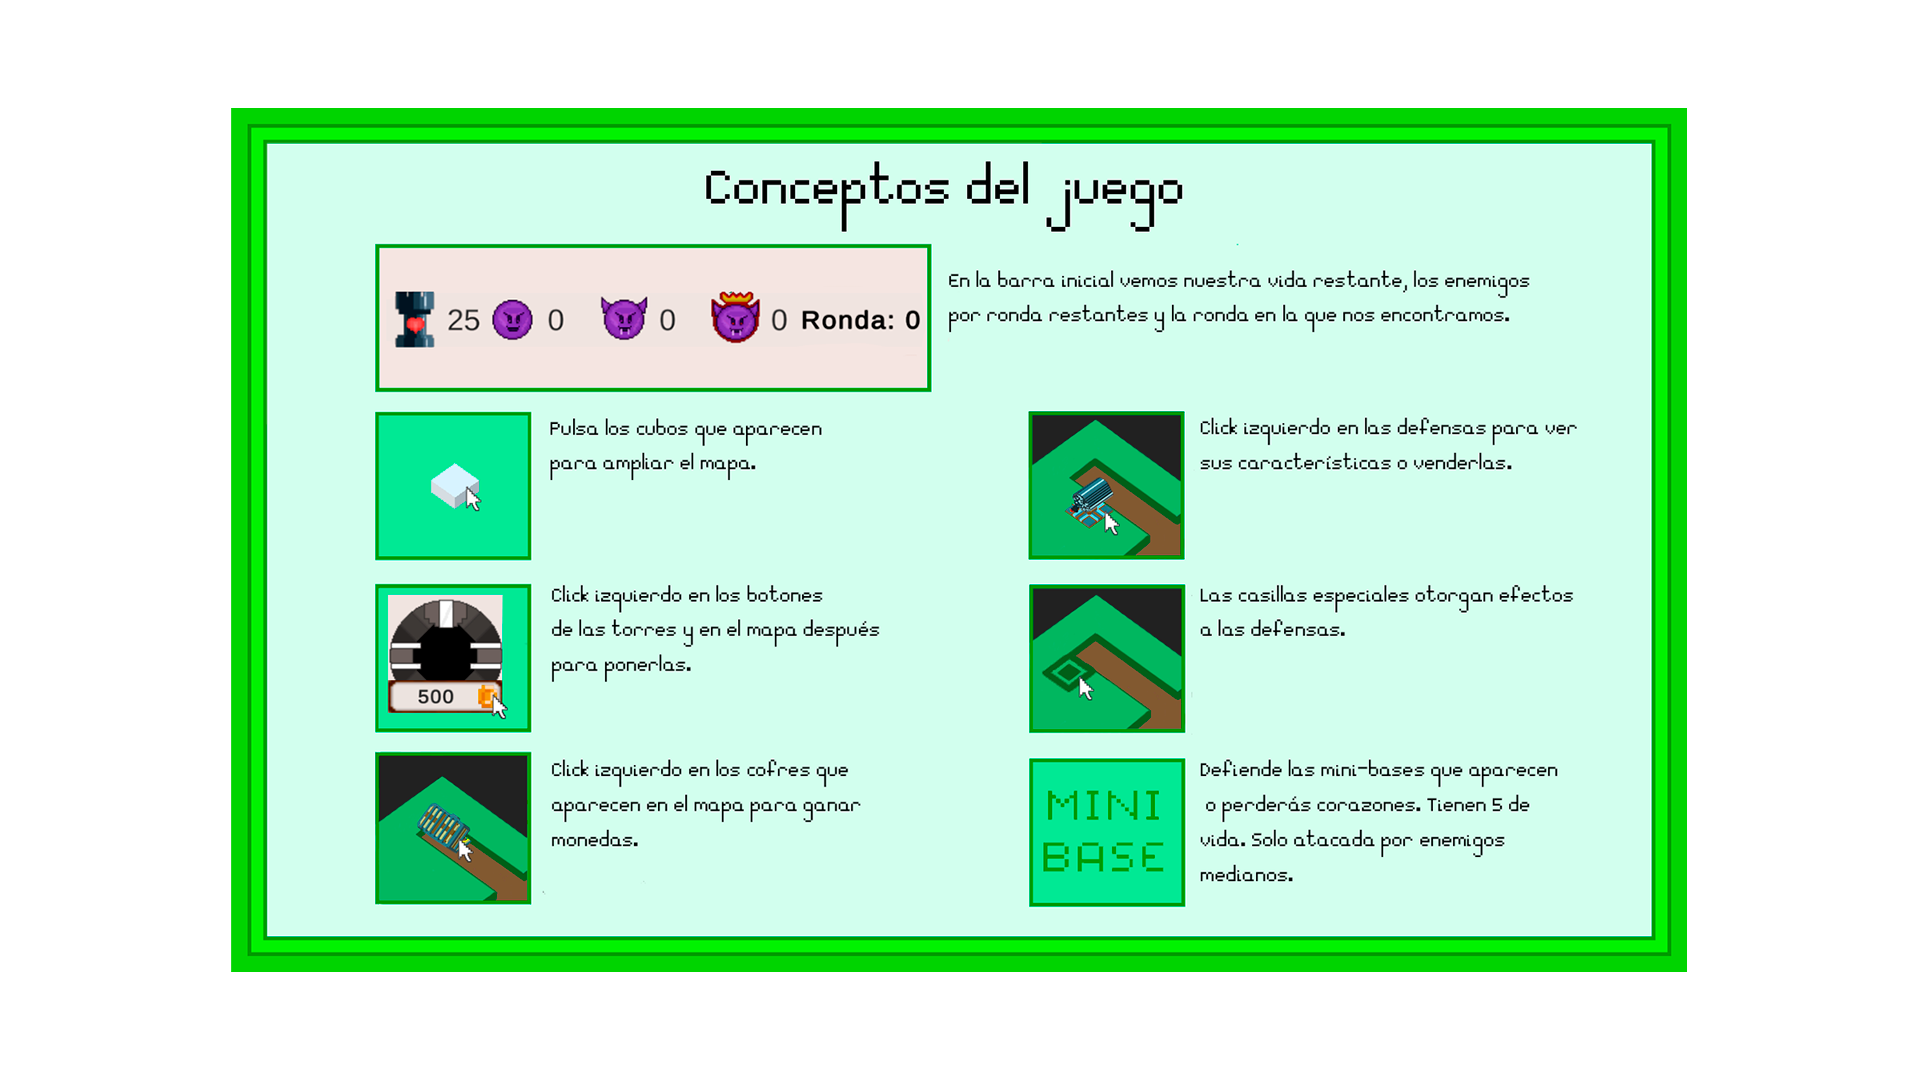 Conceptos del juego
25 0 0 0 Ronda: 0
En la barra inicial vemos nuestra vida restante, los enemigos
por ronda restantes y la ronda en la que nos encontramos.
Pulsa los cubos que aparecen
para ampliar el mapa.
Click izquierdo en las defensas para ver
sus características o venderlas.
500
Click izquierdo en los botones
de las torres y en el mapa después
para ponerlas.
Las casillas especiales otorgan efectos
a las defensas.
Click izquierdo en los cofres que
aparecen en el mapa para ganar
monedas.
MINI
BASE
Defiende las mini-bases que aparecen
o perderás corazones. Tienen 5 de
vida. Solo atacada por enemigos
medianos.